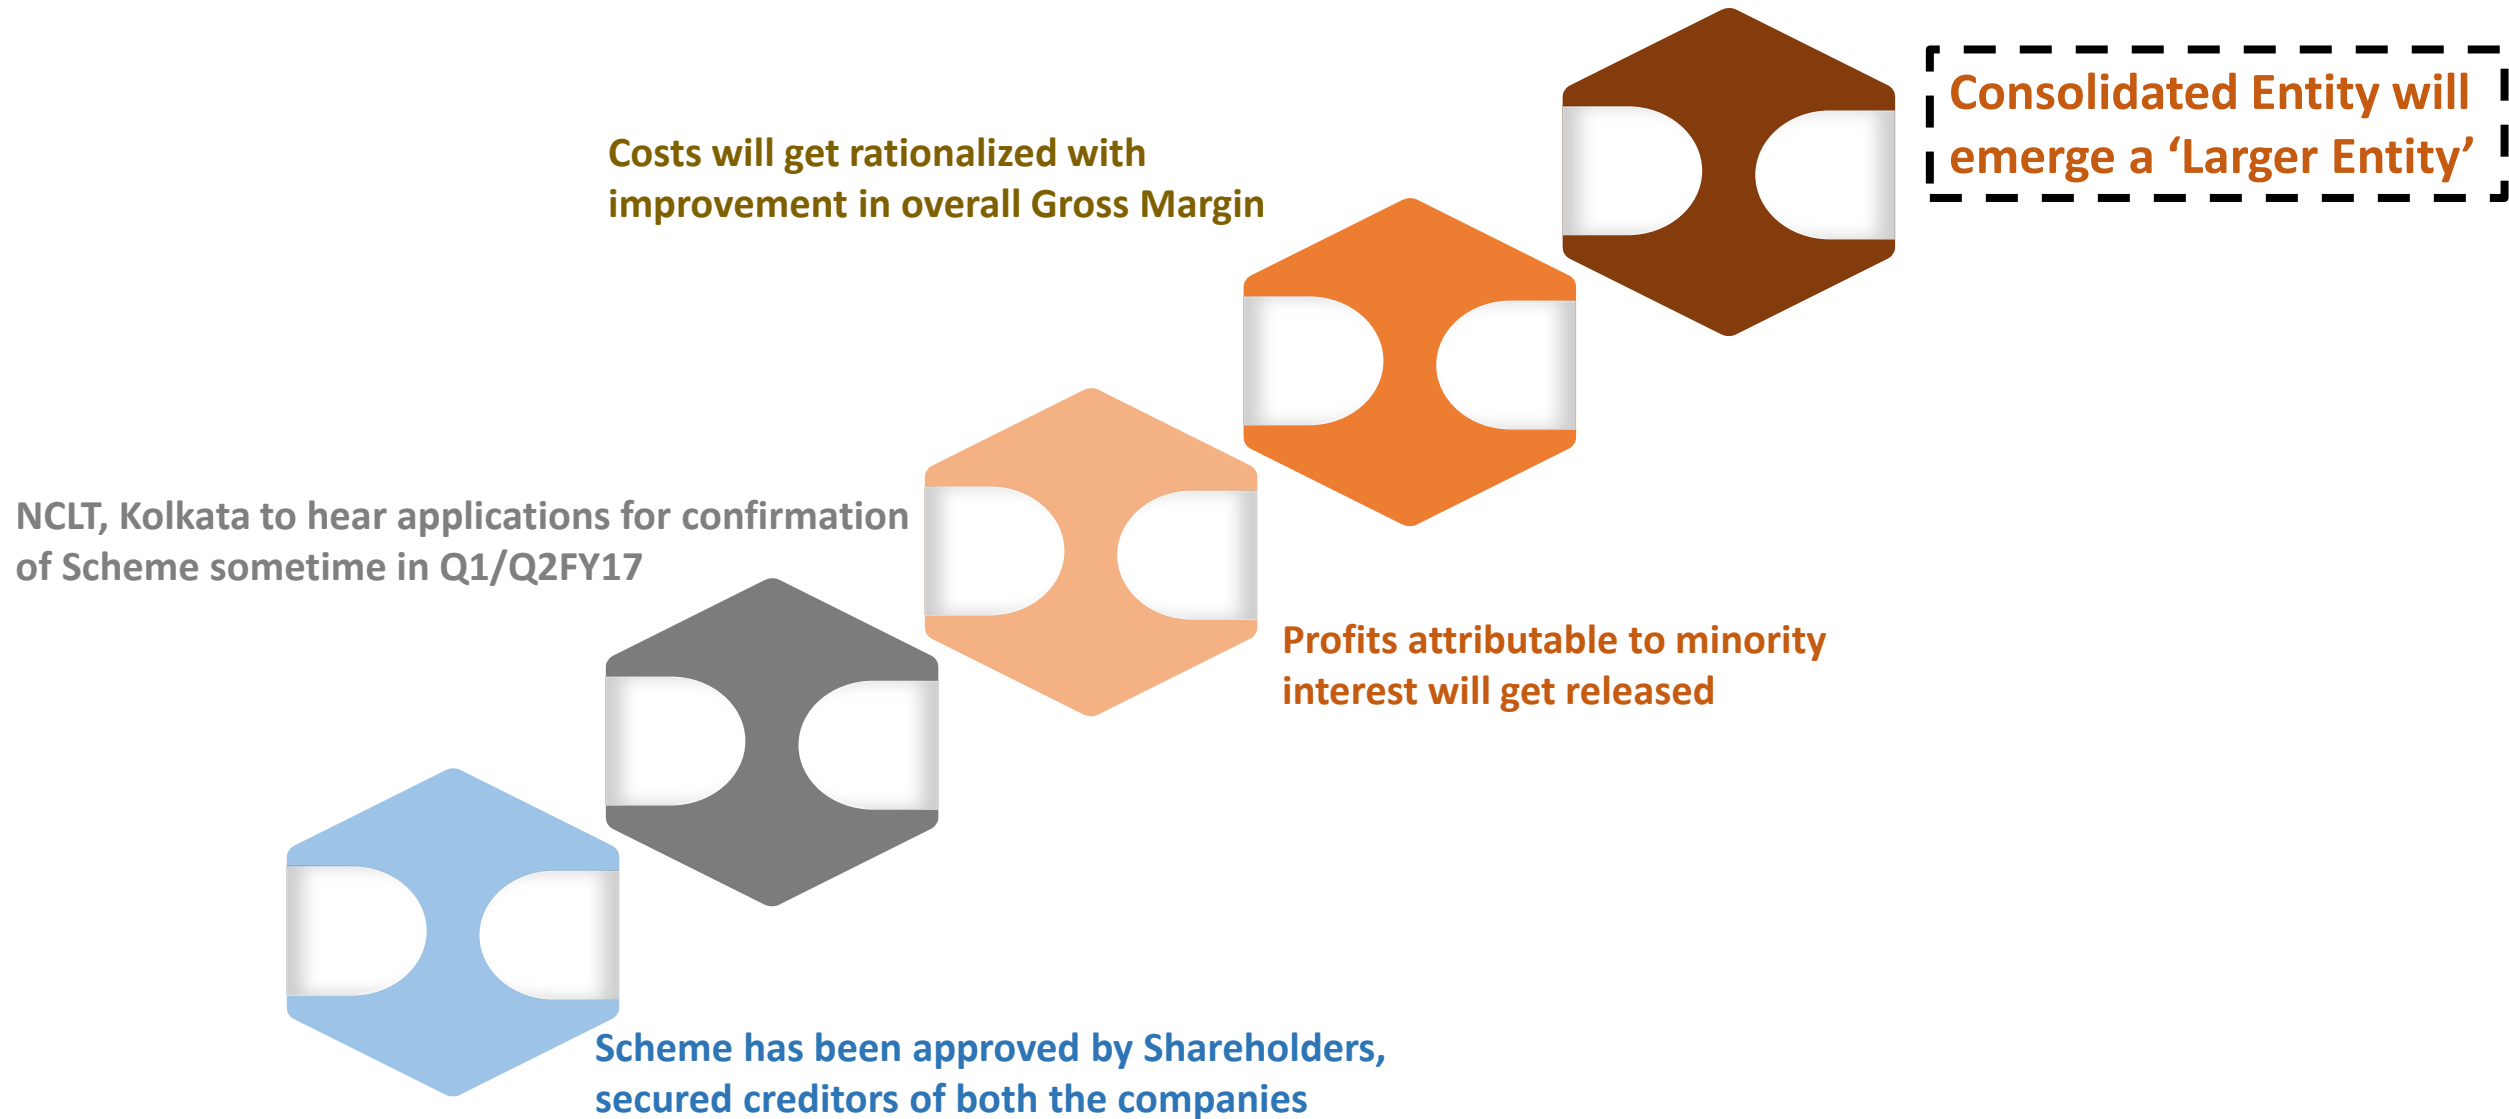 Consolidated Entity will
emerge a ‘Larger Entity’
Costs will get rationalized with
improvement in overall Gross Margin
NCLT, Kolkata to hear applications for confirmation
of Scheme sometime in Q1/Q2FY17
Profits attributable to minority
interest will get released
Scheme has been approved by Shareholders,
secured creditors of both the companies